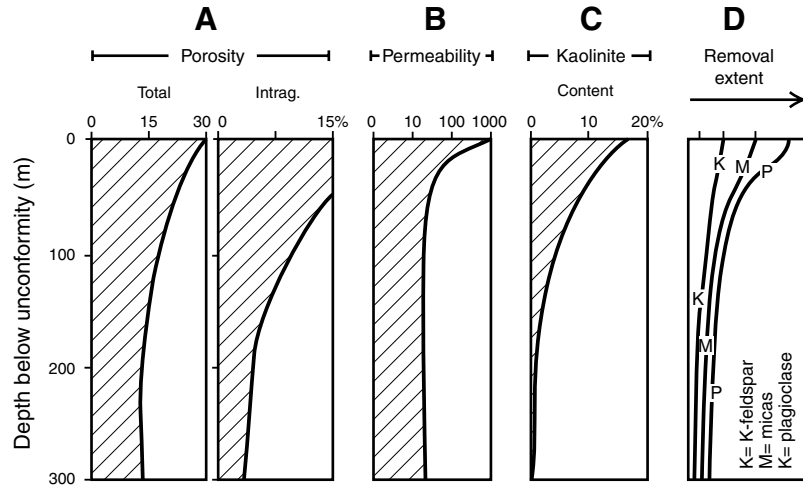 A B C D
Porosity Permeability Kaolinite Removal
extent
Total Intrag. Content
0 15 30 0 15% 0 10 100 1000 0 10 20%
Depth below unconformity (m)
0
100
200
300
K M P
K
M
P
K= K-feldspar
M= micas
K= plagioclase